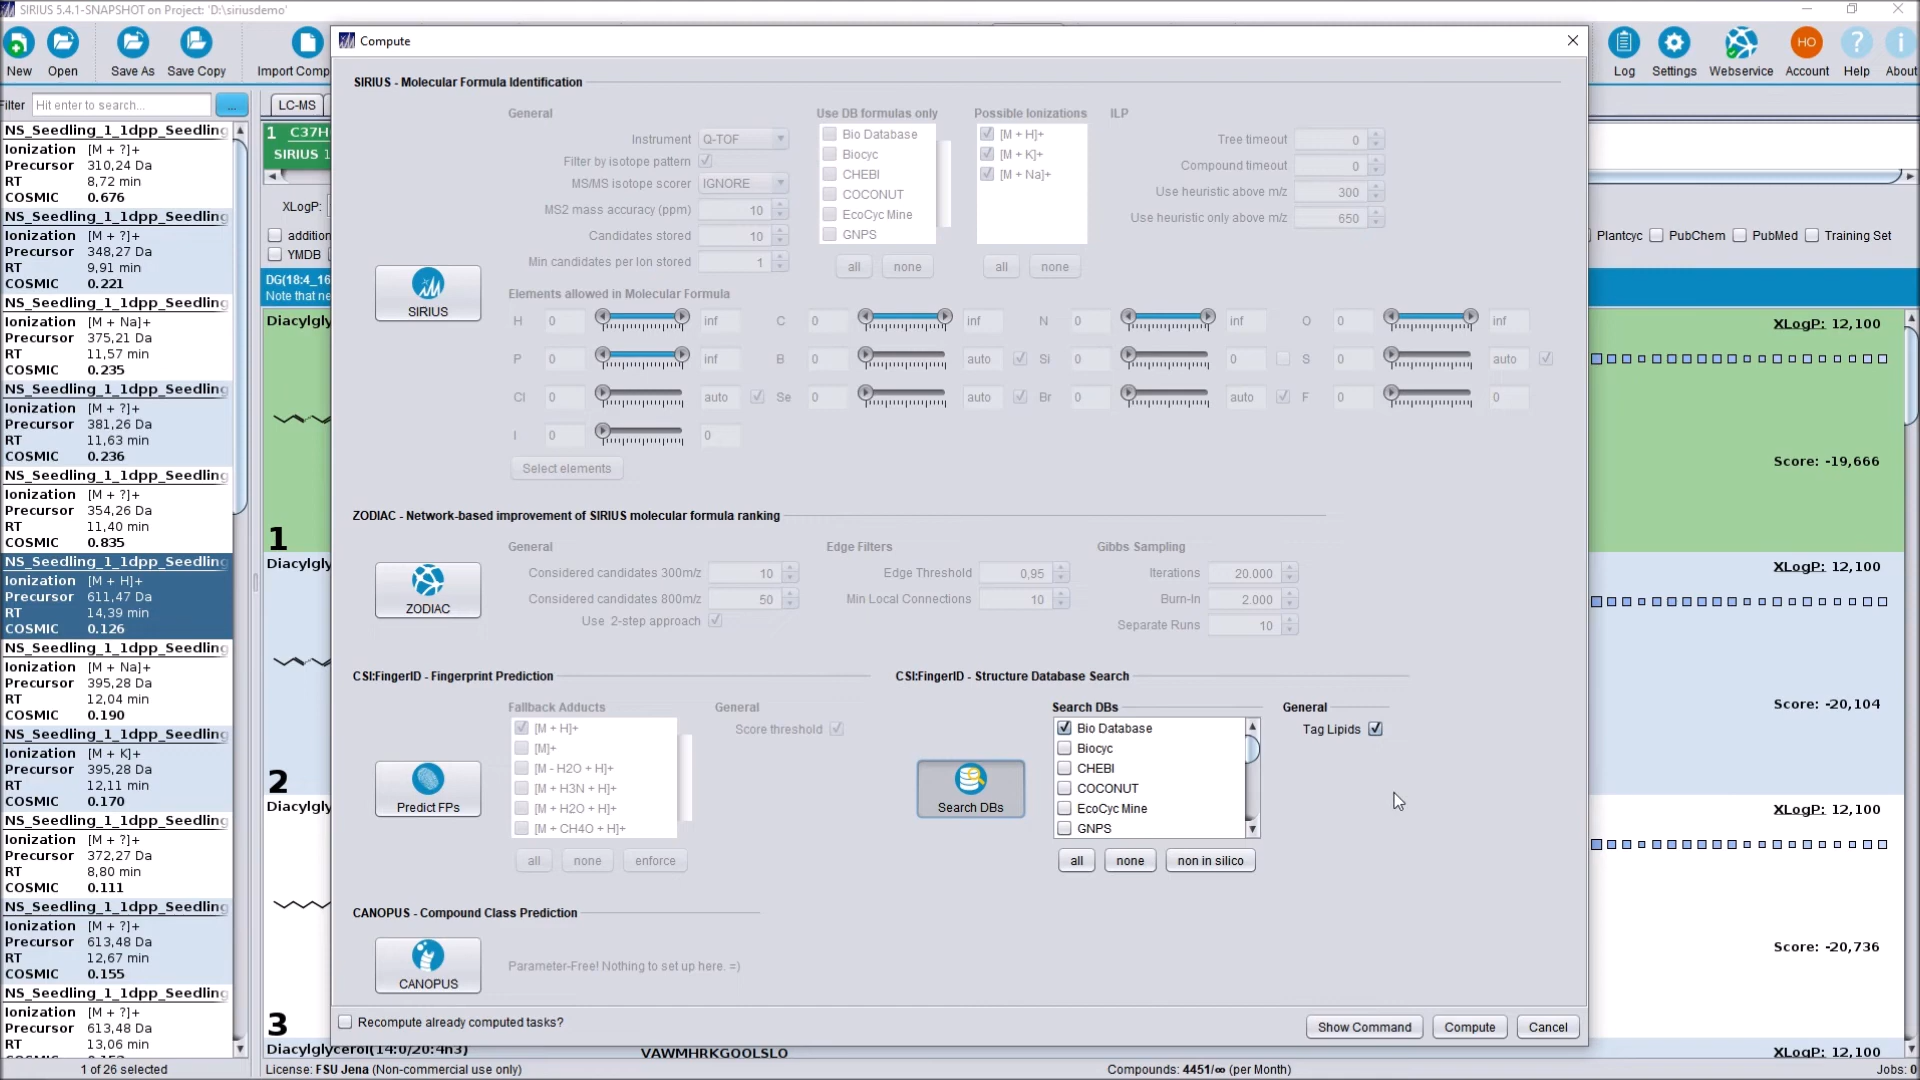 SIRIUS 5.4.1-SNAPSHOT on Project: 'D:\siriusdemo'
New
Open
Save As
Save Copy
Import Comp
Log
Settings
Webservice
HO
Account
?
Help
i
About
Filter
Hit enter to search...
...
LC-MS
NS_Seedling_1_1dpp_Seedling
Ionization [M + ?]+
Precursor 310,24 Da
RT 8,72 min
COSMIC 0.676
NS_Seedling_1_1dpp_Seedling
Ionization [M + ?]+
Precursor 348,27 Da
RT 9,91 min
COSMIC 0.221
NS_Seedling_1_1dpp_Seedling
Ionization [M + Na]+
Precursor 375,21 Da
RT 11,57 min
COSMIC 0.235
NS_Seedling_1_1dpp_Seedling
Ionization [M + ?]+
Precursor 381,26 Da
RT 11,63 min
COSMIC 0.236
NS_Seedling_1_1dpp_Seedling
Ionization [M + ?]+
Precursor 354,26 Da
RT 11,40 min
COSMIC 0.835
NS_Seedling_1_1dpp_Seedling
Ionization [M + H]+
Precursor 611,47 Da
RT 14,39 min
COSMIC 0.126
NS_Seedling_1_1dpp_Seedling
Ionization [M + Na]+
Precursor 395,28 Da
RT 12,04 min
COSMIC 0.190
NS_Seedling_1_1dpp_Seedling
Ionization [M + K]+
Precursor 395,28 Da
RT 12,11 min
COSMIC 0.170
NS_Seedling_1_1dpp_Seedling
Ionization [M + ?]+
Precursor 372,27 Da
RT 8,80 min
COSMIC 0.111
NS_Seedling_1_1dpp_Seedling
Ionization [M + ?]+
Precursor 613,48 Da
RT 12,67 min
COSMIC 0.155
NS_Seedling_1_1dpp_Seedling
Ionization [M + ?]+
Precursor 613,48 Da
RT 13,06 min
1 of 26 selected
1 C37H
SIRIUS 1
XLogP:
addition
YMDB
DG(18:4_16
Note that ne
Diacylgly
1
Diacylgly
2
Diacylgly
3
Diacylglycerol(14:0/20:4n3)
VAWMHRKGOOLSLO
Plantcyc PubChem PubMed Training Set
XLogP: 12,100
Score: -19,666
XLogP: 12,100
Score: -20,104
XLogP: 12,100
Score: -20,736
XLogP: 12,100
License: FSU Jena (Non-commercial use only)
Compounds: 4451/∞ (per Month)
Jobs: 0
Compute
SIRIUS - Molecular Formula Identification
SIRIUS
General
Instrument Q-TOF
Filter by isotope pattern
MS/MS isotope scorer IGNORE
MS2 mass accuracy (ppm) 10
Candidates stored 10
Min candidates per Ion stored 1
Use DB formulas only
Bio Database
Biocyc
CHEBI
COCONUT
EcoCyc Mine
GNPS
all none
Possible Ionizations
[M + H]+
[M + K]+
[M + Na]+
all none
ILP
Tree timeout 0
Compound timeout 0
Use heuristic above m/z 300
Use heuristic only above m/z 650
Elements allowed in Molecular Formula
H 0 inf C 0 inf N 0 inf O 0 inf
P 0 inf B 0 auto Si 0 0 S 0 auto
Cl 0 auto Se 0 auto Br 0 auto F 0 0
I 0 0
Select elements
ZODIAC - Network-based improvement of SIRIUS molecular formula ranking
ZODIAC
General
Considered candidates 300m/z 10
Considered candidates 800m/z 50
Use 2-step approach
Edge Filters
Edge Threshold 0,95
Min Local Connections 10
Gibbs Sampling
Iterations 20.000
Burn-In 2.000
Separate Runs 10
CSI:FingerID - Fingerprint Prediction
Predict FPs
Fallback Adducts
[M + H]+
[M]+
[M - H2O + H]+
[M + H3N + H]+
[M + H2O + H]+
[M + CH4O + H]+
all none enforce
General
Score threshold
CSI:FingerID - Structure Database Search
Search DBs
Search DBs
Bio Database
Biocyc
CHEBI
COCONUT
EcoCyc Mine
GNPS
all none non in silico
General
Tag Lipids
CANOPUS - Compound Class Prediction
CANOPUS
Parameter-Free! Nothing to set up here. =)
Recompute already computed tasks?
Show Command Compute Cancel